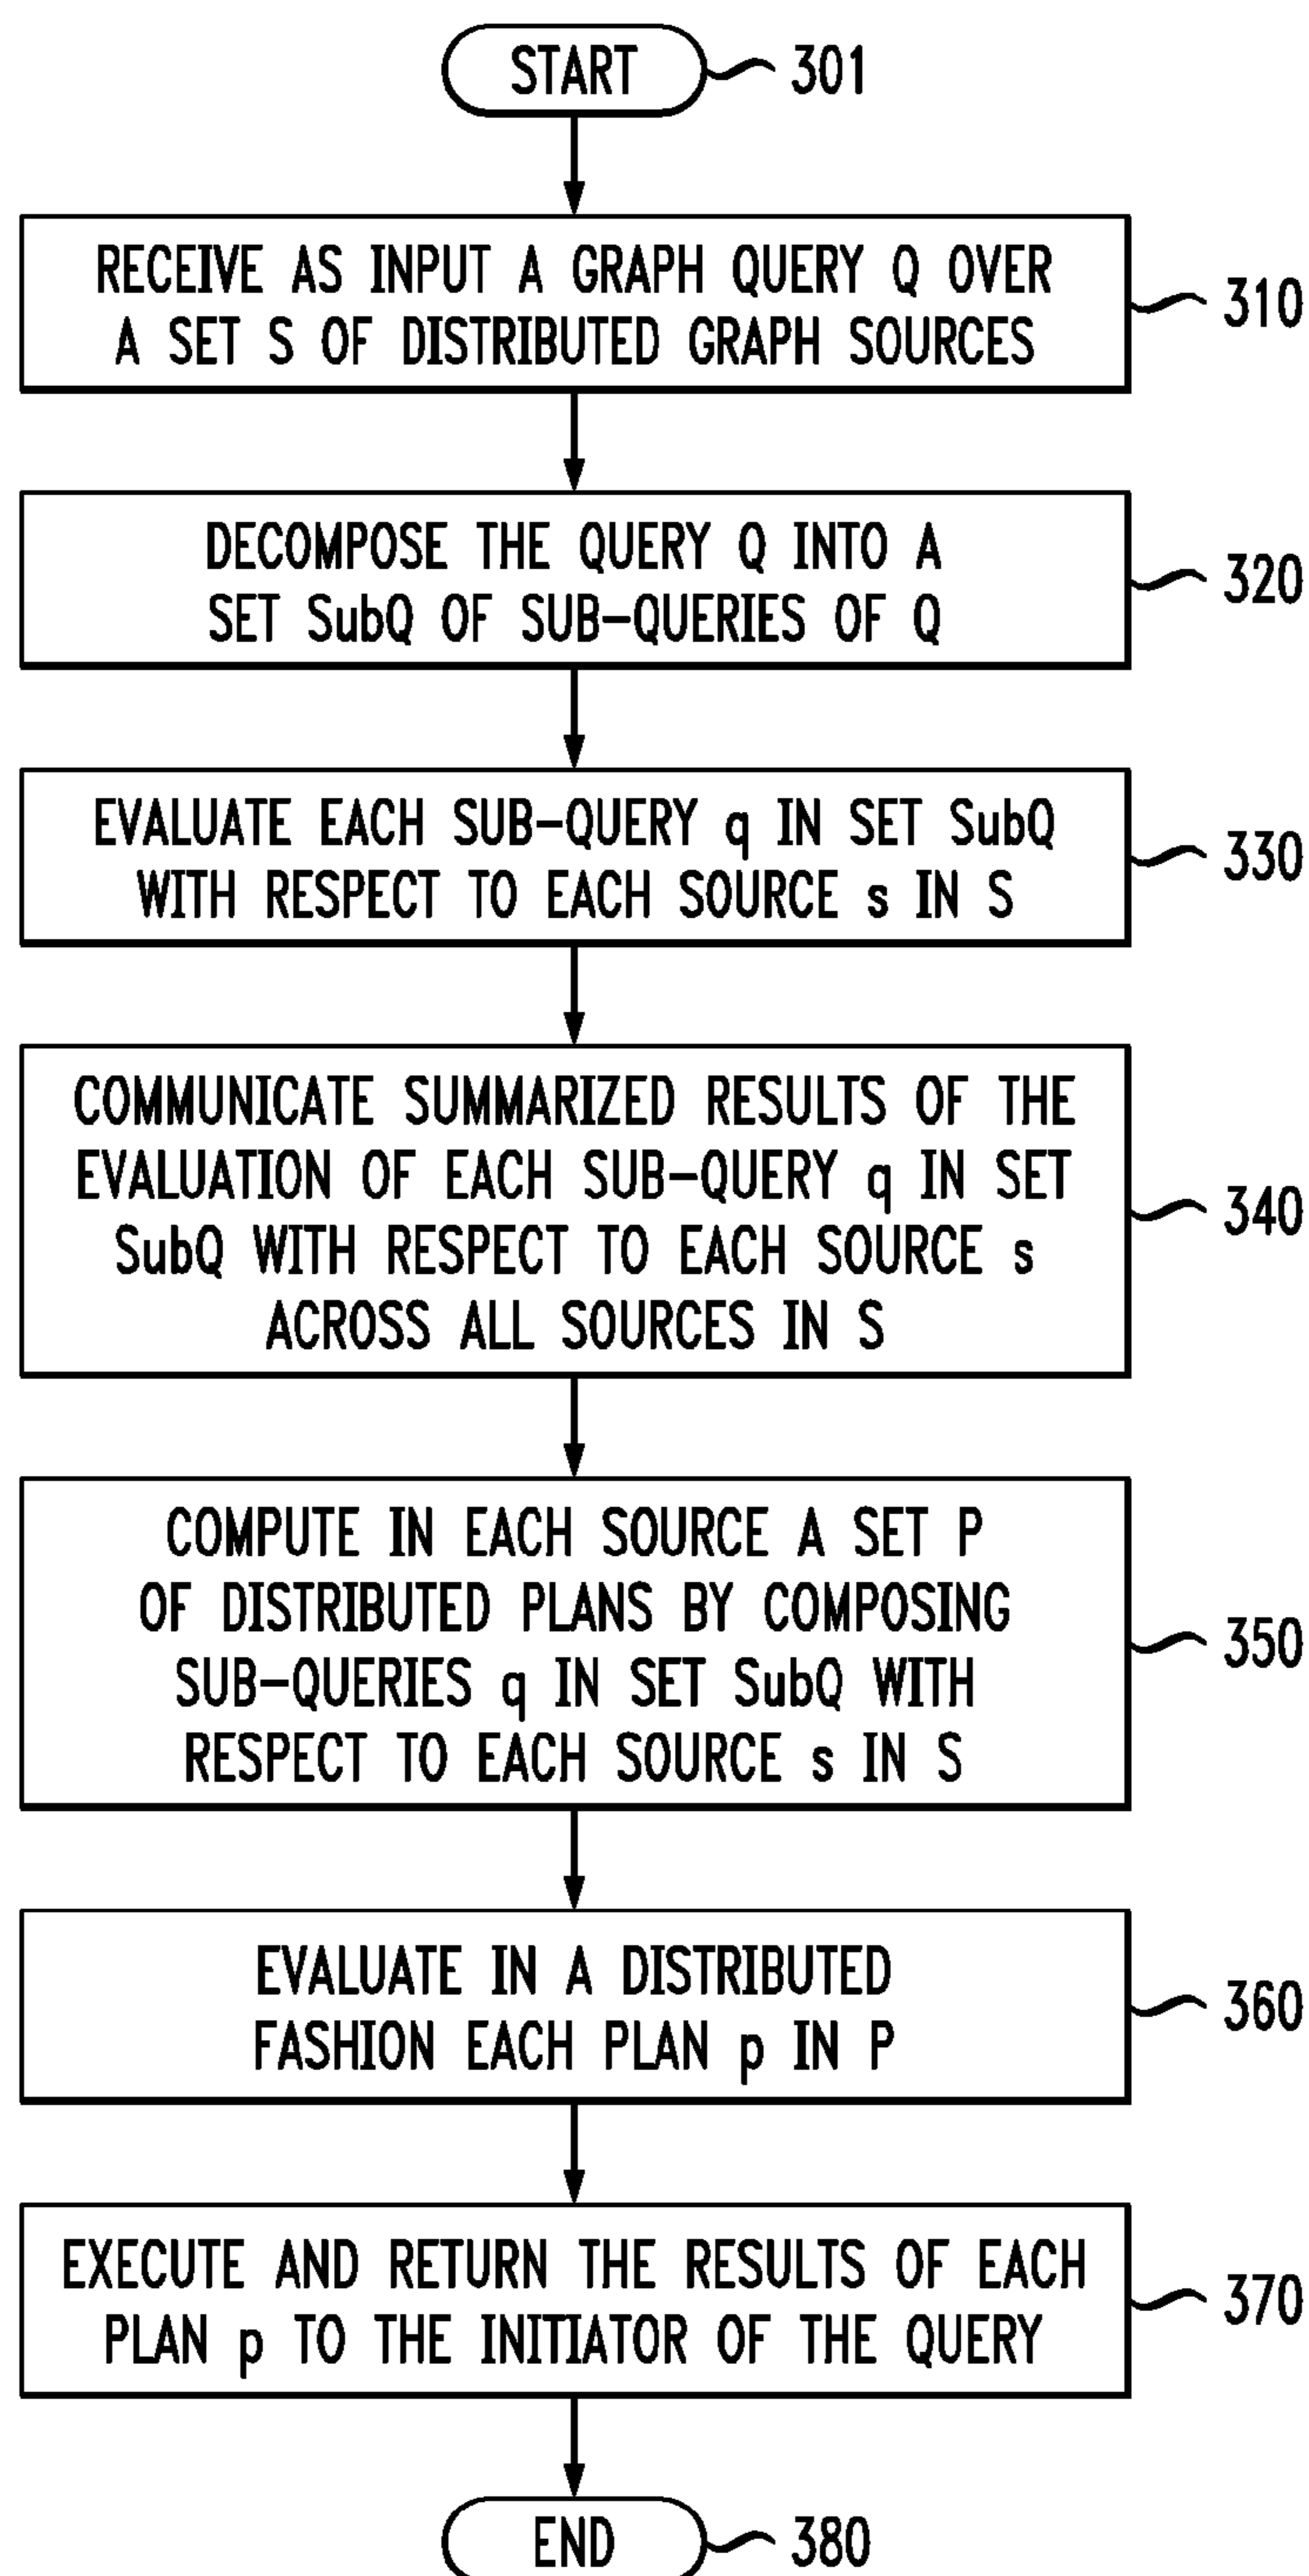 START
301
RECEIVE AS INPUT A GRAPH QUERY Q OVER
A SET S OF DISTRIBUTED GRAPH SOURCES
310
DECOMPOSE THE QUERY Q INTO A
SET SubQ OF SUB-QUERIES OF Q
320
EVALUATE EACH SUB-QUERY q IN SET SubQ
WITH RESPECT TO EACH SOURCE s IN S
330
COMMUNICATE SUMMARIZED RESULTS OF THE
EVALUATION OF EACH SUB-QUERY q IN SET
SubQ WITH RESPECT TO EACH SOURCE s
ACROSS ALL SOURCES IN S
340
COMPUTE IN EACH SOURCE A SET P
OF DISTRIBUTED PLANS BY COMPOSING
SUB-QUERIES q IN SET SubQ WITH
RESPECT TO EACH SOURCE s IN S
350
EVALUATE IN A DISTRIBUTED
FASHION EACH PLAN p IN P
360
EXECUTE AND RETURN THE RESULTS OF EACH
PLAN p TO THE INITIATOR OF THE QUERY
370
END
380